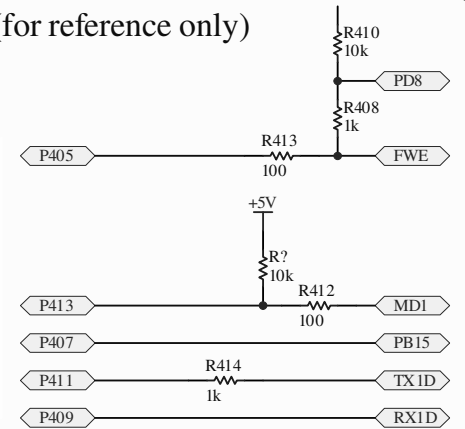 (for reference only)
R410
10k
PD8
R408
1k
P405
R413
100
FWE
+5V
R?
10k
P413
R412
100
MD1
P407
PB15
P411
R414
1k
TX1D
P409
RX1D